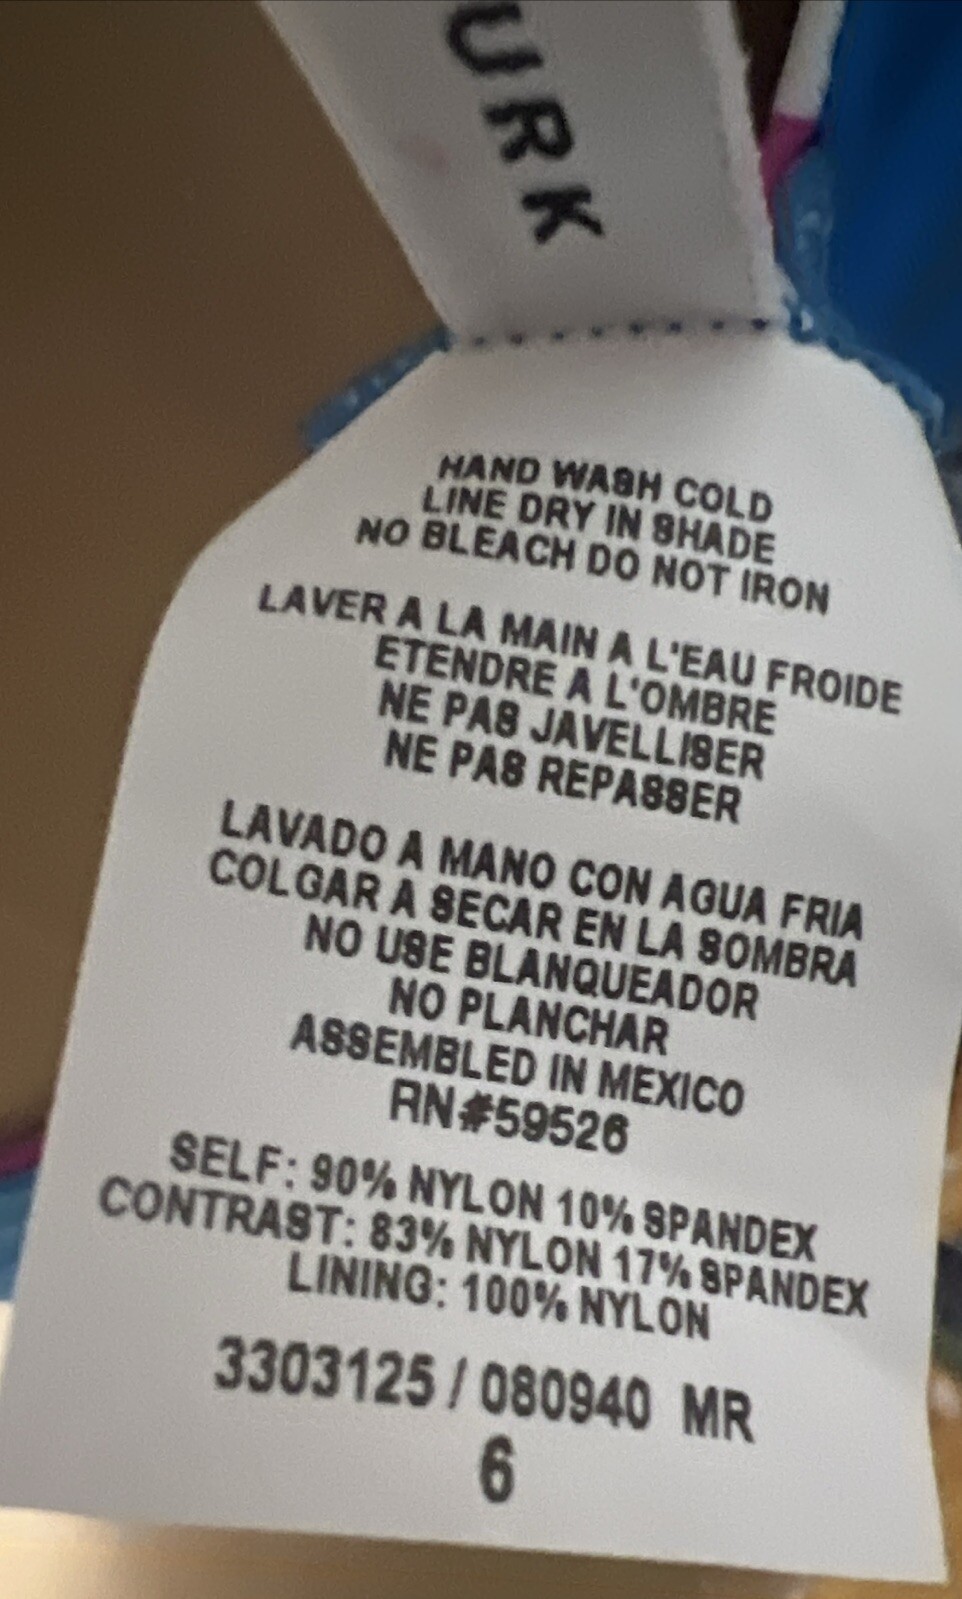 URK
HAND WASH COLD
LINE DRY IN SHADE
NO BLEACH DO NOT IRON
LAVER A LA MAIN A L'EAU FROIDE
ETENDRE A L'OMBRE
NE PAS JAVELLISER
NE PAS REPASSER
LAVADO A MANO CON AGUA FRIA
COLGAR A SECAR EN LA SOMBRA
NO USE BLANQUEADOR
NO PLANCHAR
ASSEMBLED IN MEXICO
RN#59526
SELF: 90% NYLON 10% SPANDEX
CONTRAST: 83% NYLON 17% SPANDEX
LINING: 100% NYLON
3303125 / 080940 MR
6